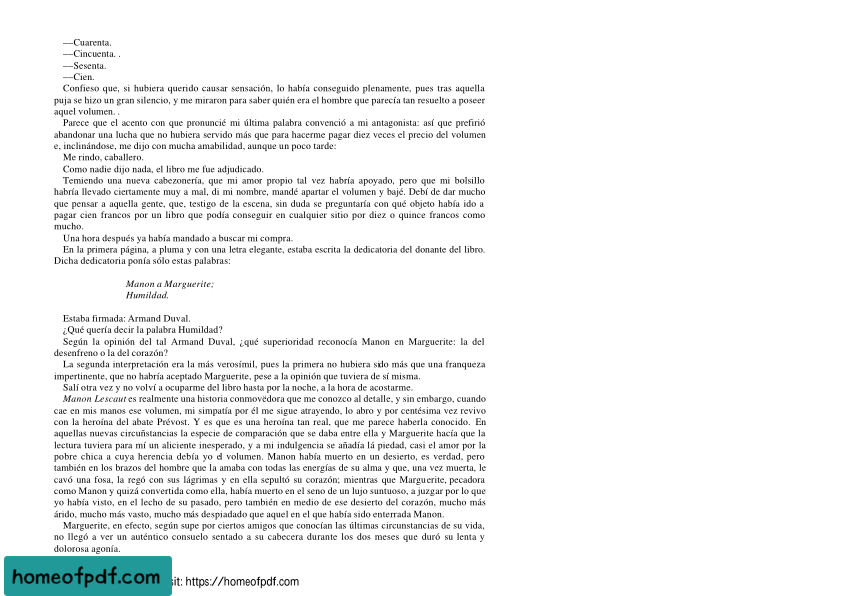 —Cuarenta.
—Cincuenta. .
—Sesenta.
—Cien.
Confieso que, si hubiera querido causar sensación, lo había conseguido plenamente, pues tras aquella
puja se hizo un gran silencio, y me miraron para saber quién era el hombre que parecía tan resuelto a poseer
aquel volumen. .
Parece que el acento con que pronuncié mi última palabra convenció a mi antagonista: así que prefirió
abandonar una lucha que no hubiera servido más que para hacerme pagar diez veces el precio del volumen
e, inclinándose, me dijo con mucha amabilidad, aunque un poco tarde:
Me rindo, caballero.
Como nadie dijo nada, el libro me fue adjudicado.
Temiendo una nueva cabezonería, que mi amor propio tal vez habría apoyado, pero que mi bolsillo
habría llevado ciertamente muy a mal, di mi nombre, mandé apartar el volumen y bajé. Debí de dar mucho
que pensar a aquella gente, que, testigo de la escena, sin duda se preguntaría con qué objeto había ido a
pagar cien francos por un libro que podía conseguir en cualquier sitio por diez o quince francos como
mucho.
Una hora después ya había mandado a buscar mi compra.
En la primera página, a pluma y con una letra elegante, estaba escrita la dedicatoria del donante del libro.
Dicha dedicatoria ponía sólo estas palabras:
Manon a Marguerite;
Humildad.
Estaba firmada: Armand Duval.
¿Qué quería decir la palabra Humildad?
Según la opinión del tal Armand Duval, ¿qué superioridad reconocía Manon en Marguerite: la del
desenfreno o la del corazón?
La segunda interpretación era la más verosímil, pues la primera no hubiera sido más que una franqueza
impertinente, que no habría aceptado Marguerite, pese a la opinión que tuviera de sí misma.
Salí otra vez y no volví a ocuparme del libro hasta por la noche, a la hora de acostarme.
Manon Lescaut es realmente una historia conmovedora que me conozco al detalle, y sin embargo, cuando
cae en mis manos ese volumen, mi simpatía por él me sigue atrayendo, lo abro y por centésima vez revivo
con la heroína del abate Prévost. Y es que es una heroína tan real, que me parece haberla conocido. En
aquellas nuevas circunstancias la especie de comparación que se daba entre ella y Marguerite hacía que la
lectura tuviera para mí un aliciente inesperado, y a mi indulgencia se añadía lá piedad, casi el amor por la
pobre chica a cuya herencia debía yo el volumen. Manon había muerto en un desierto, es verdad, pero
también en los brazos del hombre que la amaba con todas las energías de su alma y que, una vez muerta, le
cavó una fosa, la regó con sus lágrimas y en ella sepultó su corazón; mientras que Marguerite, pecadora
como Manon y quizá convertida como ella, había muerto en el seno de un lujo suntuoso, a juzgar por lo que
yo había visto, en el lecho de su pasado, pero también en medio de ese desierto del corazón, mucho más
árido, mucho más vasto, mucho más despiadado que aquel en el que había sido enterrada Manon.
Marguerite, en efecto, según supe por ciertos amigos que conocían las últimas circunstancias de su vida,
no llegó a ver un auténtico consuelo sentado a su cabecera durante los dos meses que duró su lenta y
dolorosa agonía.
homeofpdf.com
sit: https://homeofpdf.com